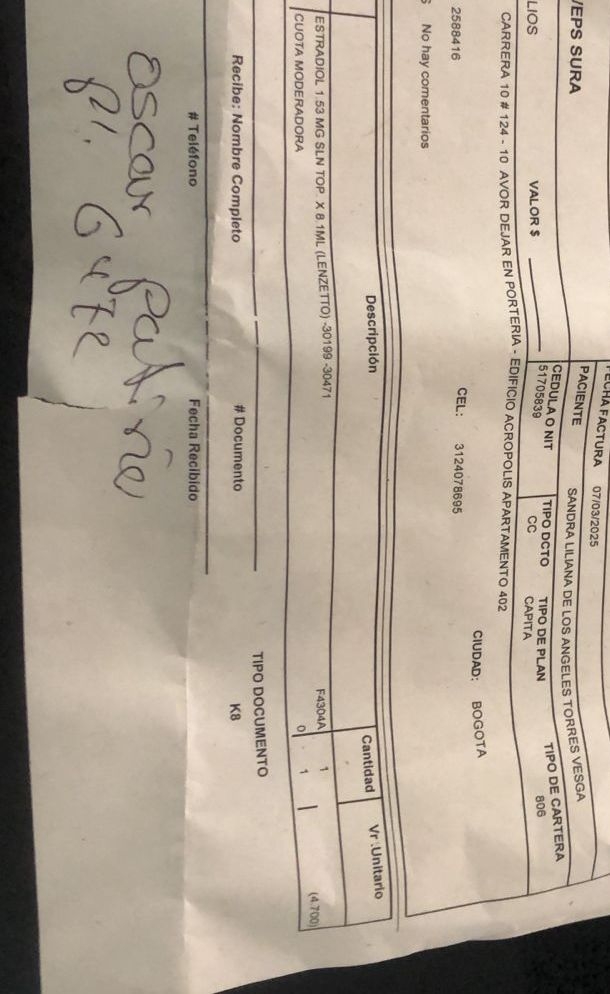 /EPS SURA
FECHA FACTURA 07/03/2025
PACIENTE SANDRA LILIANA DE LOS ANGELES TORRES VESGA
CEDULA O NIT TIPO DCTO TIPO DE PLAN TIPO DE CARTERA
51705839 CC CAPITA 806
LIOS VALOR $
CARRERA 10 # 124 - 10 AVOR DEJAR EN PORTERIA - EDIFICIO ACROPOLIS APARTAMENTO 402
2588416 CEL: 3124078695 CIUDAD: BOGOTA
S No hay comentarios
Descripción Cantidad Vr .Unitario
ESTRADIOL 1.53 MG SLN TOP. X 8.1ML (LENZETTO) -30199 -30471 F4304A 1
CUOTA MODERADORA 0 1 (4.700)
Recibe: Nombre Completo # Documento TIPO DOCUMENTO
K8
# Teléfono Fecha Recibido
oscar